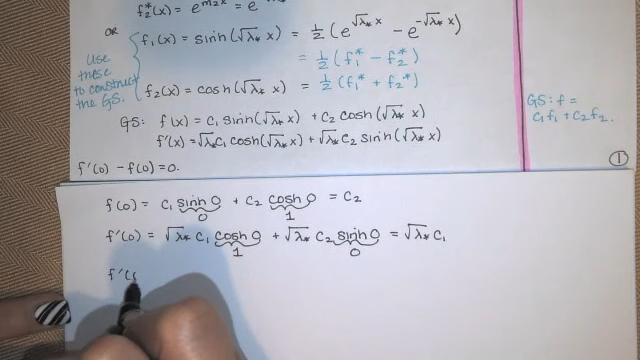 f₂*(x) = e^{m₂x} = e
OR
f₁(x) = sinh(√λ* x) = 1/2 (e^{√λ* x} − e^{−√λ* x})
= 1/2 (f₁* − f₂*)
Use
these
to construct
the GS.
f₂(x) = cosh(√λ* x) = 1/2 (f₁* + f₂*)
GS: f(x) = c₁ sinh(√λ* x) + c₂ cosh(√λ* x)
f'(x) = √λ* c₁ cosh(√λ* x) + √λ* c₂ sinh(√λ* x)
f'(0) − f(0) = 0.
GS: f =
c₁f₁ + c₂f₂.
1
f(0) = c₁ sinh 0 + c₂ cosh 0 = c₂
0 1
f'(0) = √λ* c₁ cosh 0 + √λ* c₂ sinh 0 = √λ* c₁
1 0
f'(